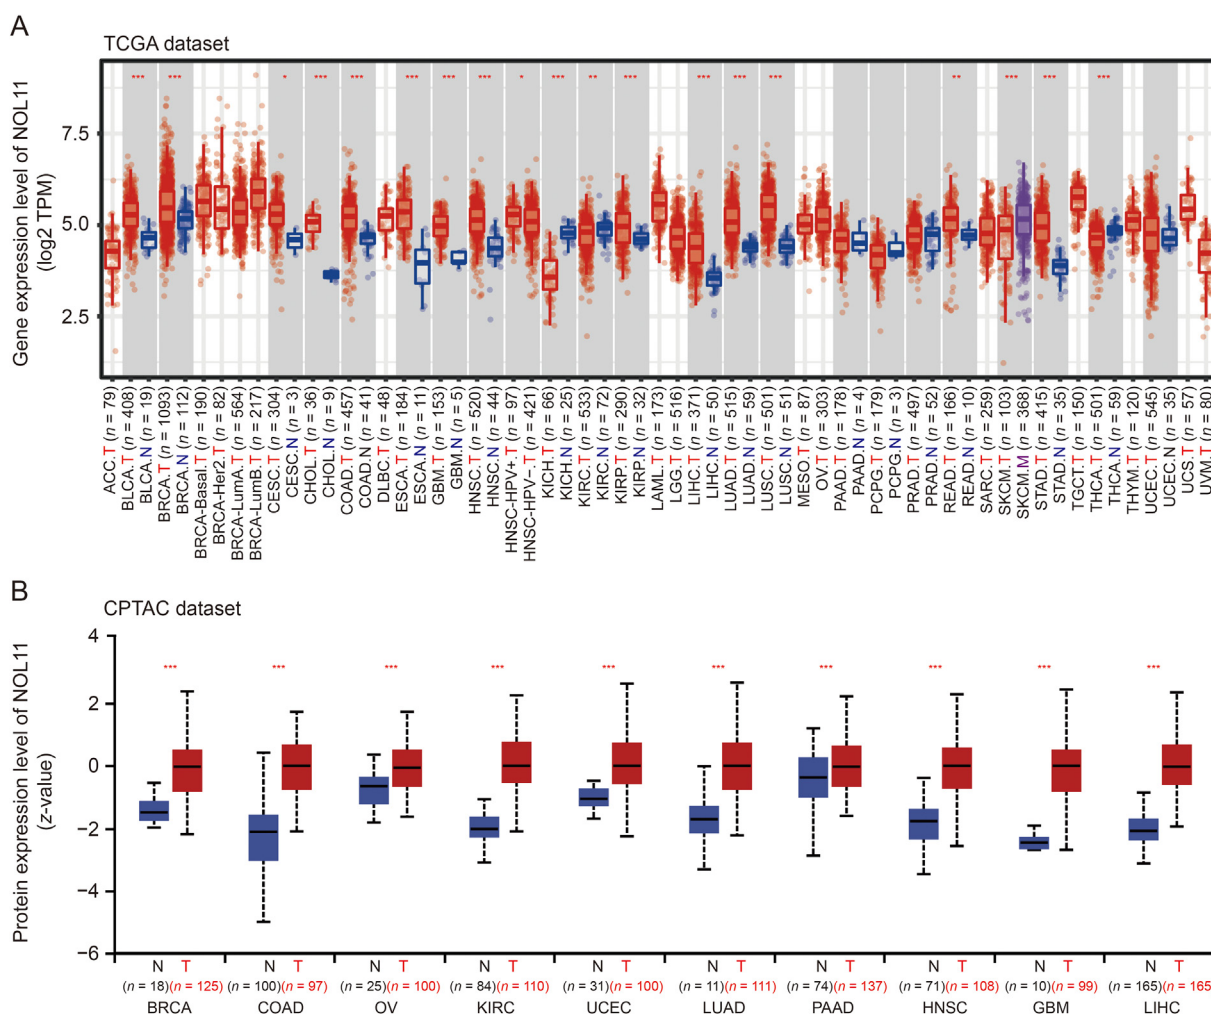 A
TCGA dataset
Gene expression level of NOL11
(log2 TPM)
7.5
5.0
2.5
*** *** * *** *** *** *** *** * *** ** *** *** *** *** ** *** ***
ACC.T (n = 79)
BLCA.T (n = 408)
BLCA.N (n = 19)
BRCA.T (n = 1093)
BRCA.N (n = 112)
BRCA-Basal.T (n = 190)
BRCA-Her2.T (n = 82)
BRCA-LumA.T (n = 564)
BRCA-LumB.T (n = 217)
CESC.T (n = 304)
CESC.N (n = 3)
CHOL.T (n = 36)
CHOL.N (n = 9)
COAD.T (n = 457)
COAD.N (n = 41)
DLBC.T (n = 48)
ESCA.T (n = 184)
ESCA.N (n = 11)
GBM.T (n = 153)
GBM.N (n = 5)
HNSC.T (n = 520)
HNSC.N (n = 44)
HNSC-HPV+.T (n = 97)
HNSC-HPV−.T (n = 421)
KICH.T (n = 66)
KICH.N (n = 25)
KIRC.T (n = 533)
KIRC.N (n = 72)
KIRP.T (n = 290)
KIRP.N (n = 32)
LAML.T (n = 173)
LGG.T (n = 516)
LIHC.T (n = 371)
LIHC.N (n = 50)
LUAD.T (n = 515)
LUAD.N (n = 59)
LUSC.T (n = 501)
LUSC.N (n = 51)
MESO.T (n = 87)
OV.T (n = 303)
PAAD.T (n = 178)
PAAD.N (n = 4)
PCPG.T (n = 179)
PCPG.N (n = 3)
PRAD.T (n = 497)
PRAD.N (n = 52)
READ.T (n = 166)
READ.N (n = 10)
SARC.T (n = 259)
SKCM.T (n = 103)
SKCM.M (n = 368)
STAD.T (n = 415)
STAD.N (n = 35)
TGCT.T (n = 150)
THCA.T (n = 501)
THCA.N (n = 59)
THYM.T (n = 120)
UCEC.T (n = 545)
UCEC.N (n = 35)
UCS.T (n = 57)
UVM.T (n = 80)
B
CPTAC dataset
Protein expression level of NOL11
(z-value)
4
2
0
−2
−4
−6
*** *** *** *** *** *** *** *** *** ***
N T N T N T N T N T N T N T N T N T N T
(n = 18)(n = 125) (n = 100)(n = 97) (n = 25)(n = 100) (n = 84)(n = 110) (n = 31)(n = 100) (n = 11)(n = 111) (n = 74)(n = 137) (n = 71)(n = 108) (n = 10)(n = 99) (n = 165)(n = 165
BRCA COAD OV KIRC UCEC LUAD PAAD HNSC GBM LIHC